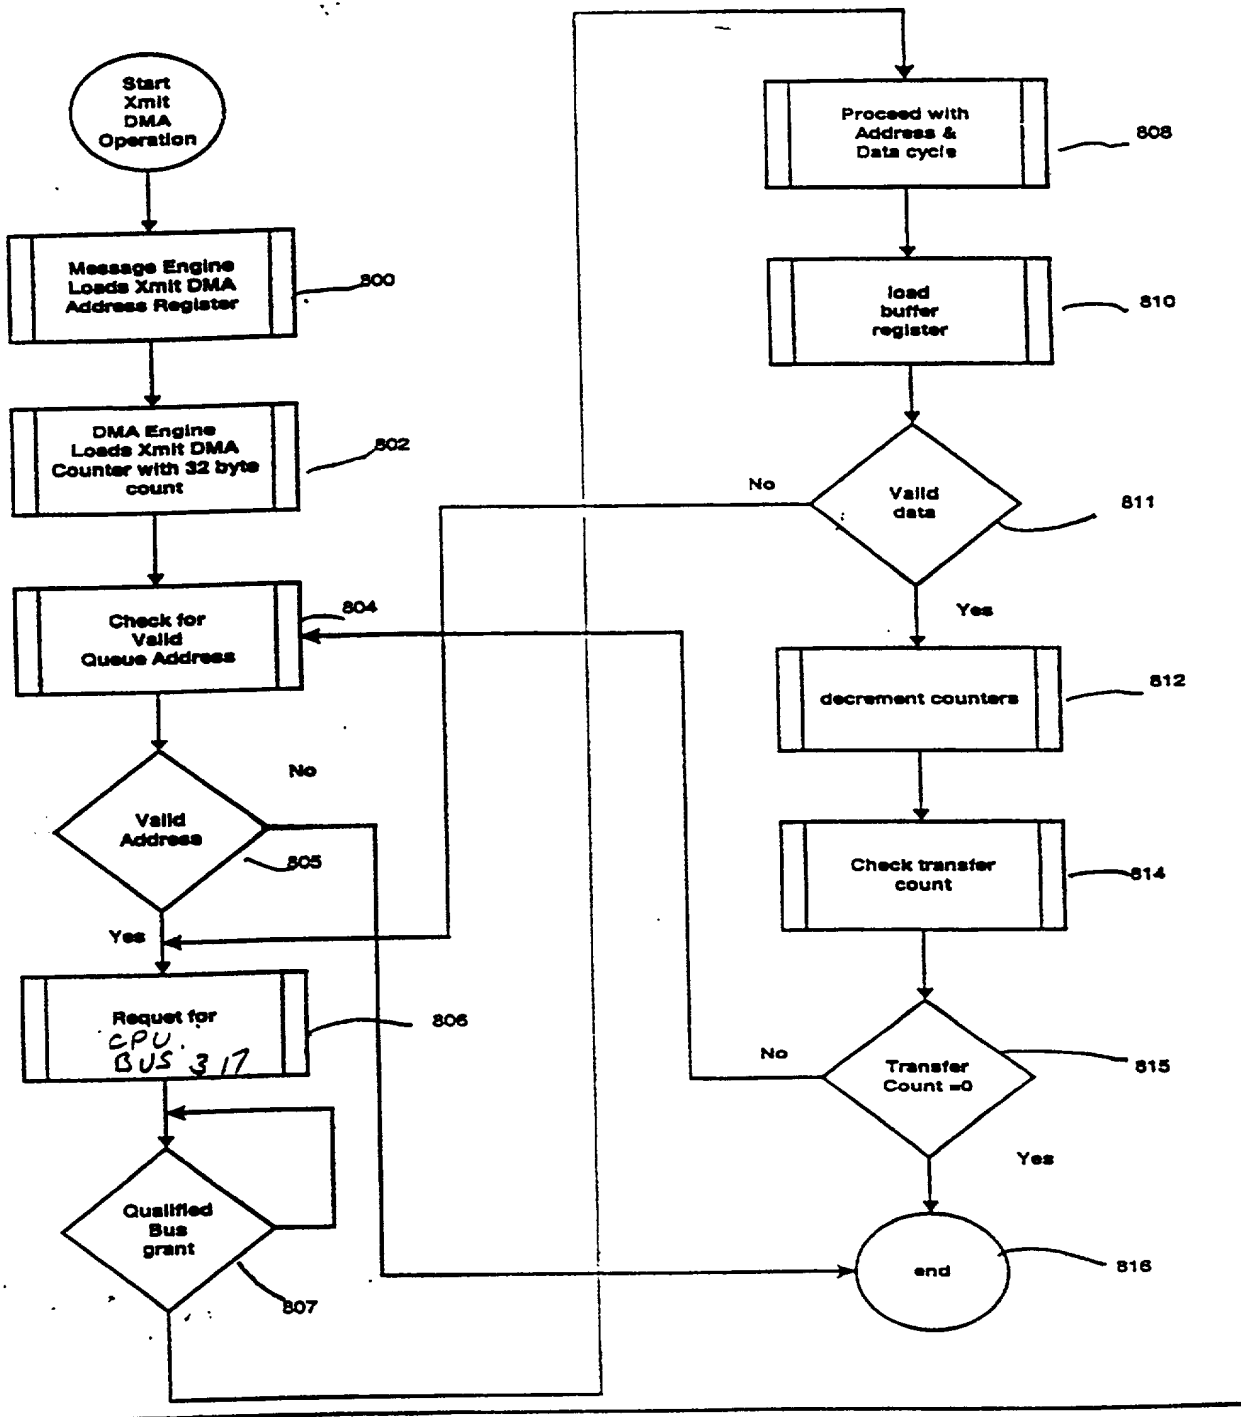 Start
Xmit
DMA
Operation
Message Engine
Loads Xmit DMA
Address Register
800
DMA Engine
Loads Xmit DMA
Counter with 32 byte
count
802
Check for
Valid
Queue Address
804
Valid
Address
805
No
Yes
Requet for
CPU
BUS 317
806
Qualified
Bus
grant
807
Proceed with
Address &
Data cycle
808
load
buffer
register
810
Valid
data
811
No
Yes
decrement counters
812
Check transfer
count
814
Transfer
Count =0
815
No
Yes
end
816